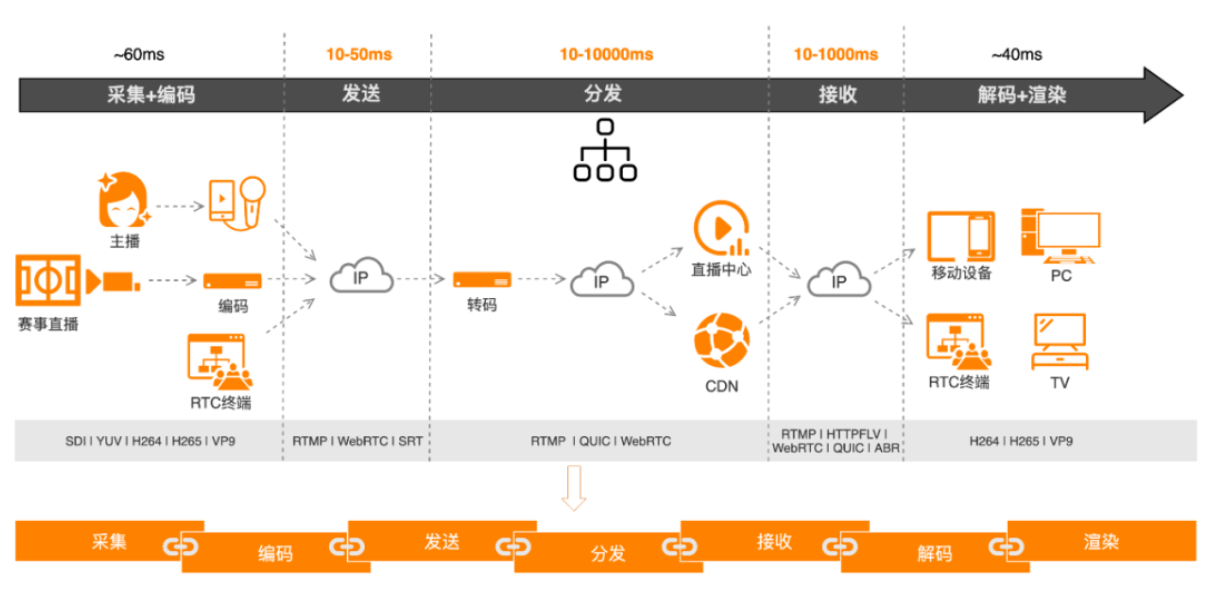 ~60ms
10-50ms
10-10000ms
10-1000ms
~40ms
采集+编码
发送
分发
接收
解码+渲染
主播
赛事直播
编码
RTC终端
IP
转码
IP
直播中心
CDN
IP
移动设备
PC
RTC终端
TV
SDI | YUV | H264 | H265 | VP9
RTMP | WebRTC | SRT
RTMP | QUIC | WebRTC
RTMP | HTTPFLV |
WebRTC | QUIC | ABR
H264 | H265 | VP9
采集
编码
发送
分发
接收
解码
渲染